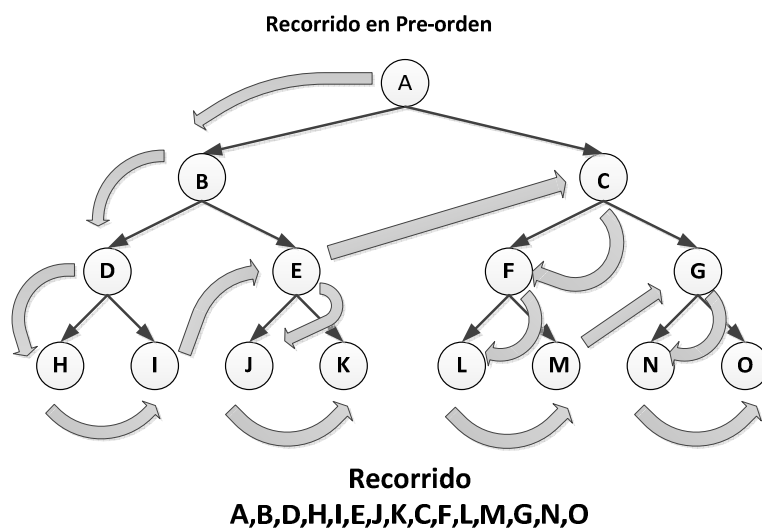 Recorrido en Pre-orden
A
B
C
D
E
F
G
H
I
J
K
L
M
N
O
Recorrido
A,B,D,H,I,E,J,K,C,F,L,M,G,N,O